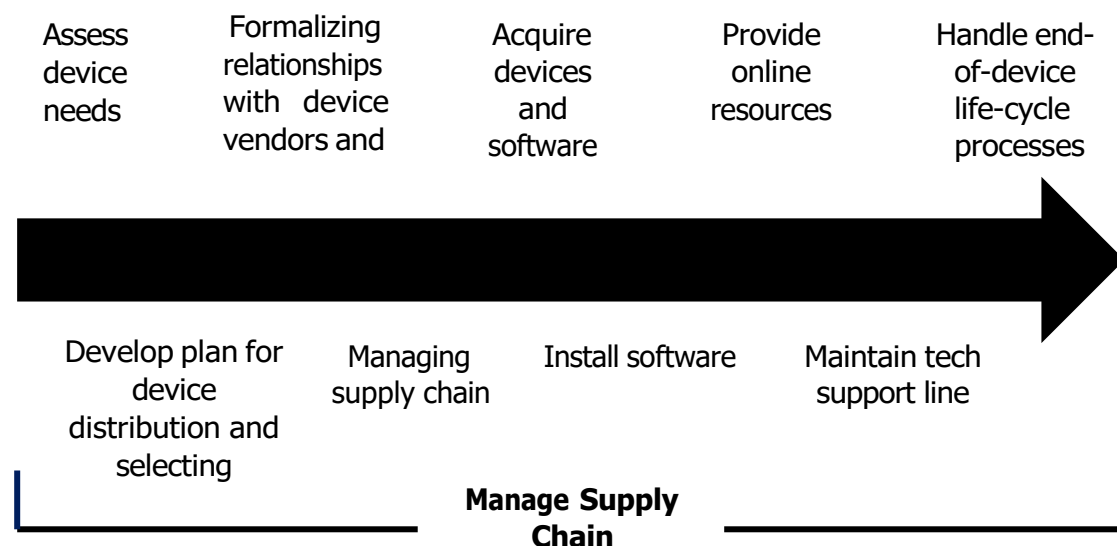 Assess
device
needs
Formalizing
relationships
with device
vendors and
Acquire
devices
and
software
Provide
online
resources
Handle end-
of-device
life-cycle
processes
Develop plan for
device
distribution and
selecting
Managing
supply chain
Install software
Maintain tech
support line
Manage Supply
Chain